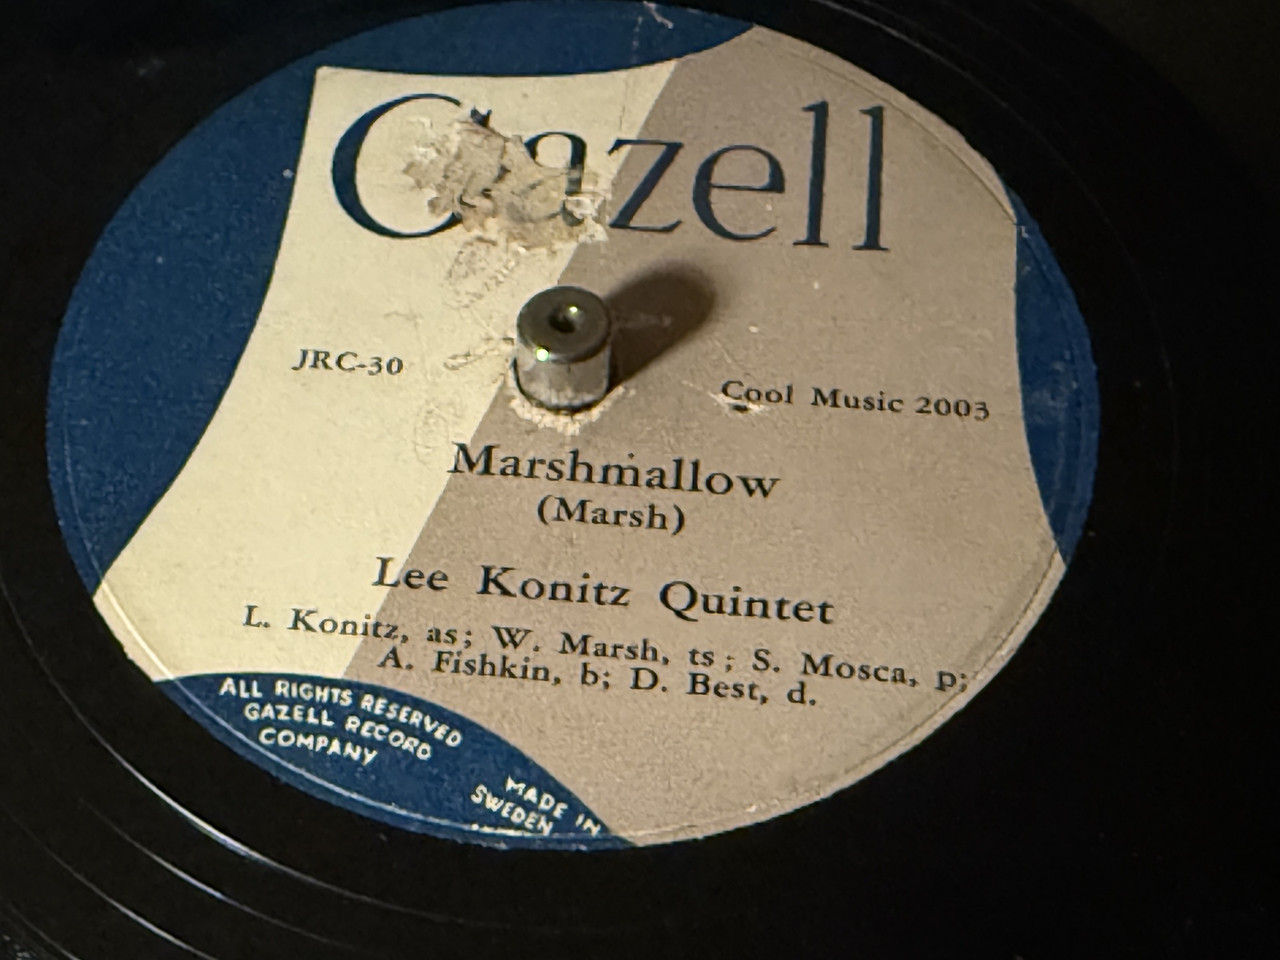 Gazell
JRC-30
Cool Music 2003
Marshmallow
(Marsh)
Lee Konitz Quintet
L. Konitz, as; W. Marsh, ts; S. Mosca, p;
A. Fishkin, b; D. Best, d.
ALL RIGHTS RESERVED
GAZELL RECORD
COMPANY
MADE IN
SWEDEN